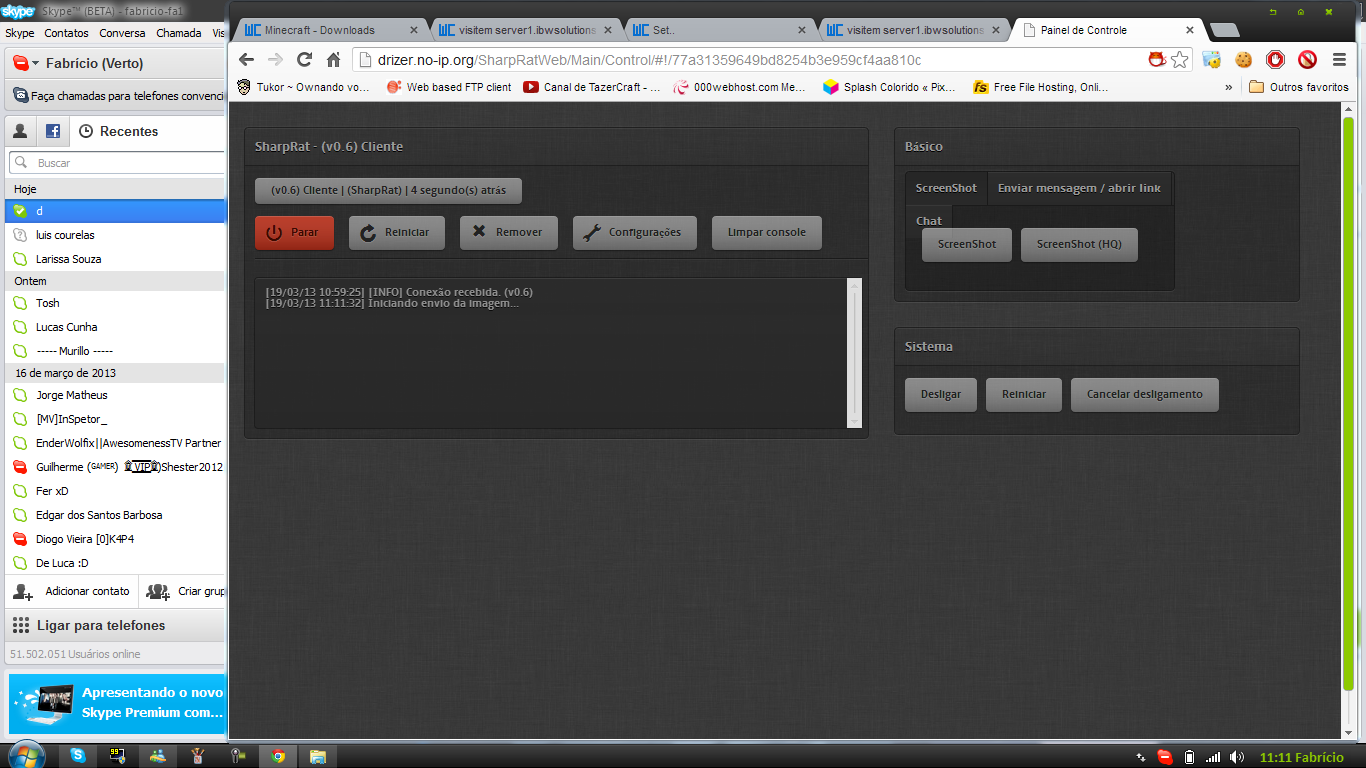 skype Skype™ (BETA) - fabricio-fa1
Skype Contatos Conversa Chamada Vis
Fabrício (Verto)
Faça chamadas para telefones convenci
Recentes
Buscar
Hoje
d
luis courelas
Larissa Souza
Ontem
Tosh
Lucas Cunha
----- Murillo -----
16 de março de 2013
Jorge Matheus
[MV]InSpetor_
EnderWolfix||AwesomenessTV Partner
Guilherme (GAMER) VIP)Shester2012
Fer xD
Edgar dos Santos Barbosa
Diogo Vieira [0]K4P4
De Luca :D
Adicionar contato Criar grup
Ligar para telefones
51.502.051 Usuários online
Apresentando o novo
Skype Premium com...
Minecraft - Downloads
visitem server1.ibwsolutions
Set..
visitem server1.ibwsolutions
Painel de Controle
drizer.no-ip.org/SharpRatWeb/Main/Control/#!/77a31359649bd8254b3e959cf4aa810c
Tukor ~ Ownando vo... Web based FTP client Canal de TazerCraft - ... 000webhost.com Me... Splash Colorido « Pix... Free File Hosting, Onl... » Outros favoritos
SharpRat - (v0.6) Cliente
(v0.6) Cliente | (SharpRat) | 4 segundo(s) atrás
Parar Reiniciar Remover Configurações Limpar console
[19/03/13 10:59:25] [INFO] Conexão recebida. (v0.6)
[19/03/13 11:11:32] Iniciando envio da imagem...
Básico
ScreenShot Enviar mensagem / abrir link
Chat
ScreenShot ScreenShot (HQ)
Sistema
Desligar Reiniciar Cancelar desligamento
11:11 Fabrício